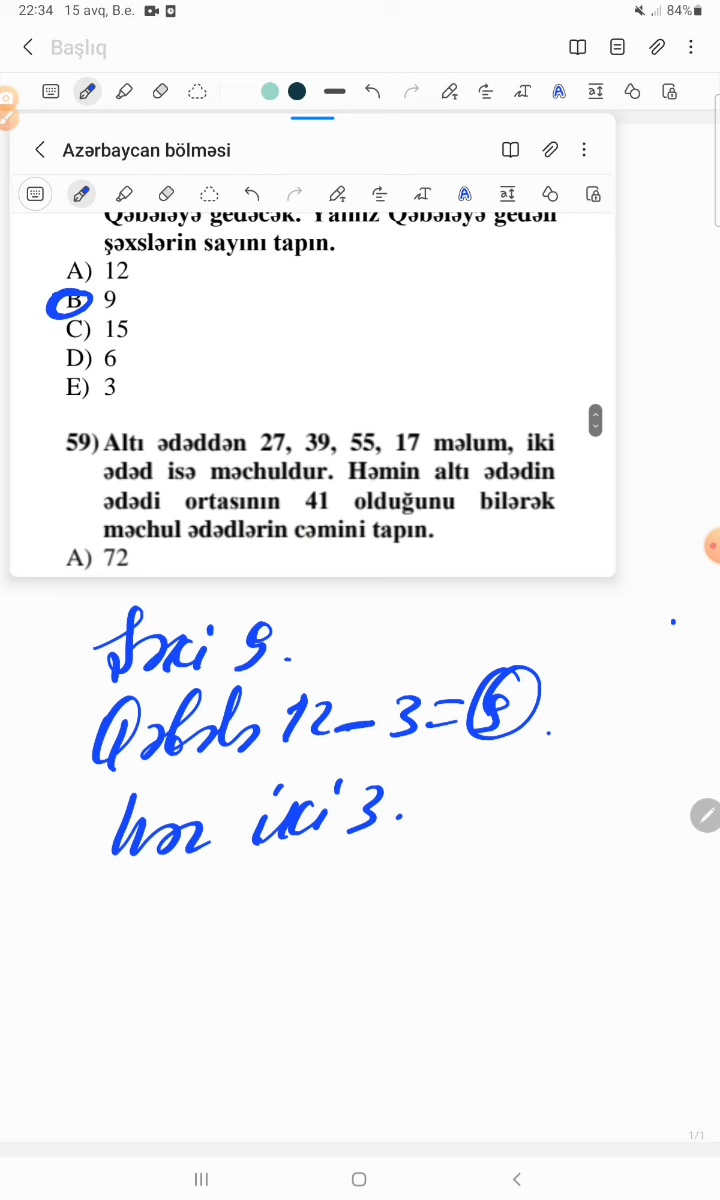 22:34 15 avq, B.e. 84%
Başlıq
Azərbaycan bölməsi
Qəbələyə gedəcək. Yalnız Qəbələyə gedən
şəxslərin sayını tapın.
A) 12
B) 9
C) 15
D) 6
E) 3
59) Altı ədəddən 27, 39, 55, 17 məlum, iki
ədəd isə məchuldur. Həmin altı ədədin
ədədi ortasının 41 olduğunu bilərək
məchul ədədlərin cəmini tapın.
A) 72
Şəki 9.
Qəbələ 12-3=9.
hər iki 3.
1/1